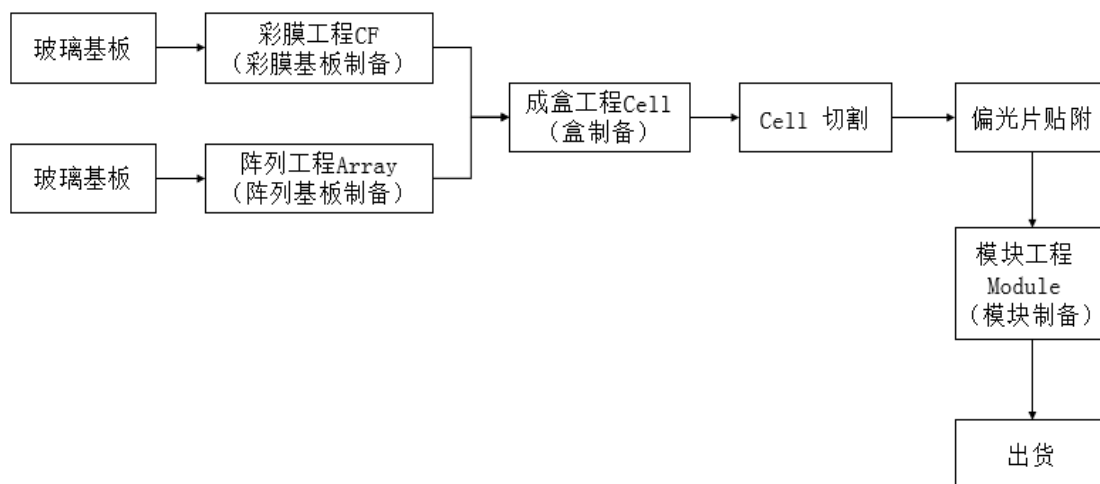 玻璃基板
彩膜工程CF
(彩膜基板制备)
玻璃基板
阵列工程Array
(阵列基板制备)
成盒工程Cell
(盒制备)
Cell 切割
偏光片贴附
模块工程
Module
(模块制备)
出货